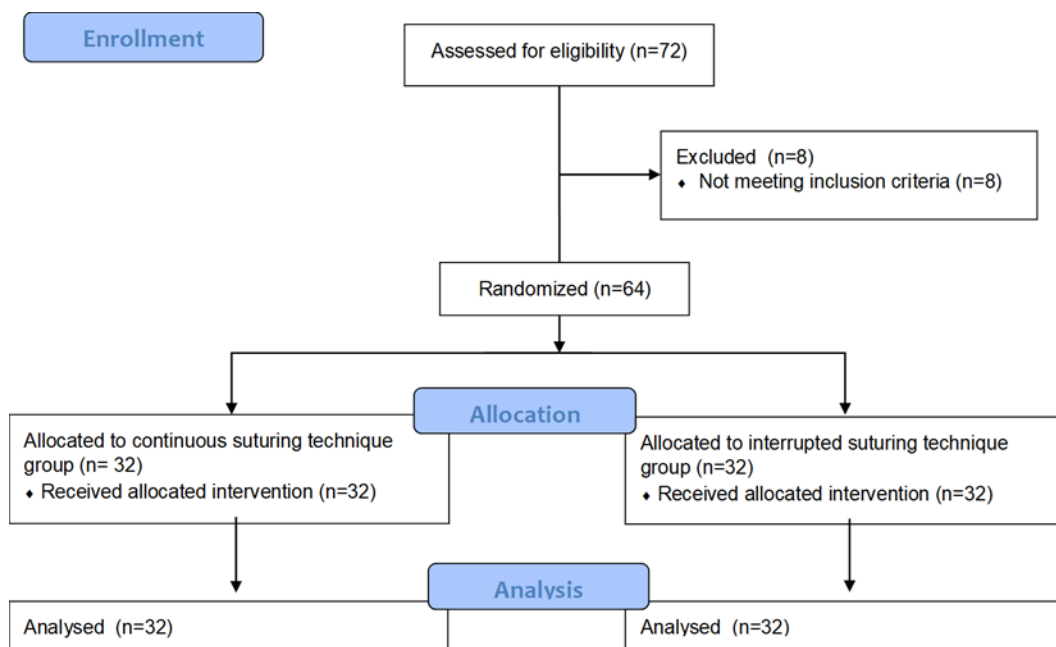 Enrollment
Assessed for eligibility (n=72)
Excluded (n=8)
♦ Not meeting inclusion criteria (n=8)
Randomized (n=64)
Allocation
Allocated to continuous suturing technique
group (n= 32)
♦ Received allocated intervention (n=32)
Allocated to interrupted suturing technique
group (n=32)
♦ Received allocated intervention (n=32)
Analysis
Analysed (n=32)
Analysed (n=32)